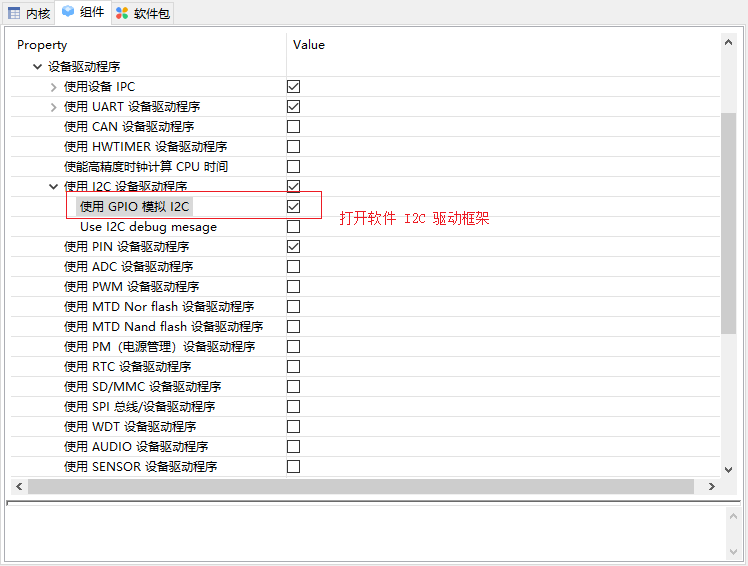 内核 组件 软件包
Property Value
设备驱动程序
使用设备 IPC
使用 UART 设备驱动程序
使用 CAN 设备驱动程序
使用 HWTIMER 设备驱动程序
使能高精度时钟计算 CPU 时间
使用 I2C 设备驱动程序
使用 GPIO 模拟 I2C
打开软件 I2C 驱动框架
Use I2C debug mesage
使用 PIN 设备驱动程序
使用 ADC 设备驱动程序
使用 PWM 设备驱动程序
使用 MTD Nor flash 设备驱动程序
使用 MTD Nand flash 设备驱动程序
使用 PM（电源管理）设备驱动程序
使用 RTC 设备驱动程序
使用 SD/MMC 设备驱动程序
使用 SPI 总线/设备驱动程序
使用 WDT 设备驱动程序
使用 AUDIO 设备驱动程序
使用 SENSOR 设备驱动程序